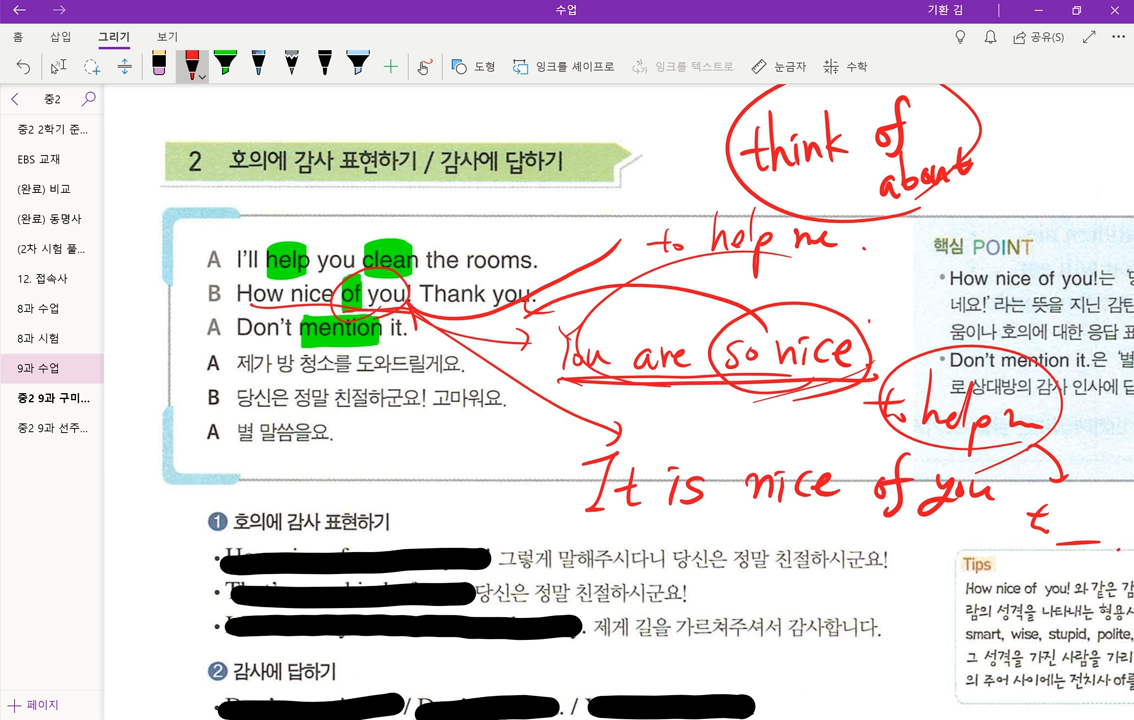 수업
기환 김
홈 삽입 그리기 보기
공유(S)
도형 잉크를 셰이프로 잉크를 텍스트로 눈금자 수학
중2
중2 2학기 준...
EBS 교재
(완료) 비교
(완료) 동명사
(2차 시험 풀...
12. 접속사
8과 수업
8과 시험
9과 수업
중2 9과 구미...
중2 9과 선주...
페이지
think of
about
2 호의에 감사 표현하기 / 감사에 답하기
to help me.
A I'll help you clean the rooms.
B How nice of you! Thank you.
A Don't mention it.
A 제가 방 청소를 도와드릴게요.
B 당신은 정말 친절하군요! 고마워요.
A 별 말씀을요.
You are so nice
to help m
It is nice of you
t
핵심 POINT
• How nice of you!는 '
네요!' 라는 뜻을 지닌 감탄
움이나 호의에 대한 응답 표
• Don't mention it.은 '별
로 상대방의 감사 인사에 답
1 호의에 감사 표현하기
• 그렇게 말해주시다니 당신은 정말 친절하시군요!
• 당신은 정말 친절하시군요!
• . 제게 길을 가르쳐주셔서 감사합니다.
2 감사에 답하기
• / . /
Tips
How nice of you! 와 같은 감
람의 성격을 나타내는 형용사
smart, wise, stupid, polite,
그 성격을 가진 사람을 가리
의 주어 사이에는 전치사 of를